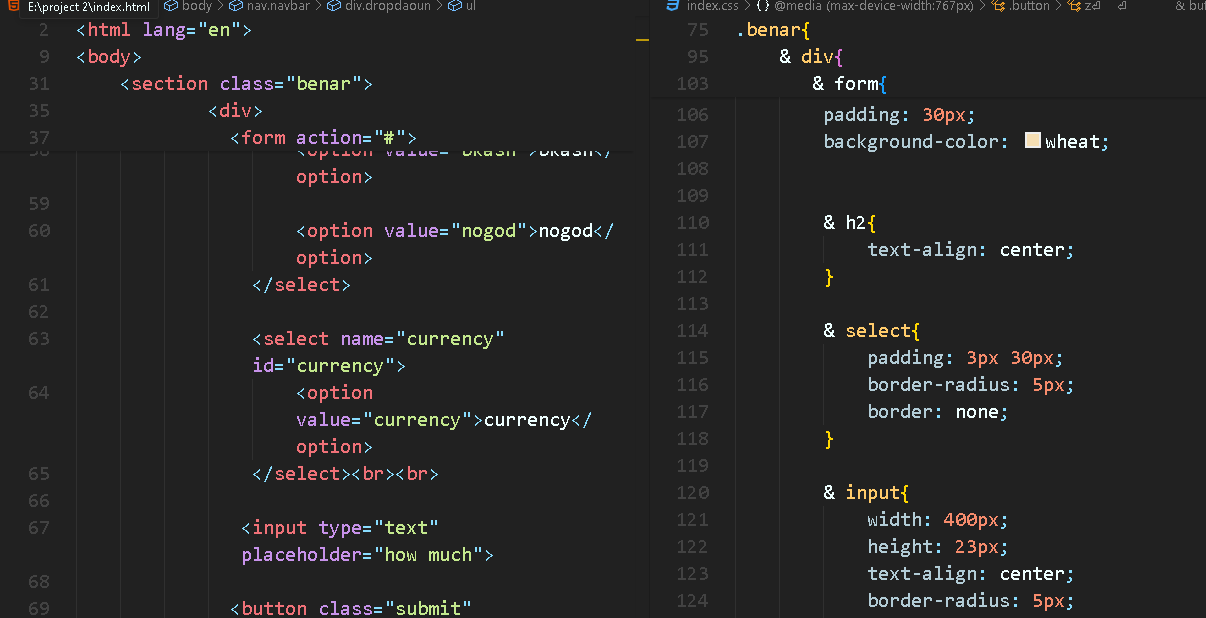 E:\project 2\index.html body > nav.navbar > div.dropdaoun > ul
2 <html lang="en">
9 <body>
31 <section class="benar">
35 <div>
37 <form action="#">
<option value="bkash">bkash</
option>
59
60 <option value="nogod">nogod</
option>
61 </select>
62
63 <select name="currency"
id="currency">
64 <option
value="currency">currency</
option>
65 </select><br><br>
66
67 <input type="text"
placeholder="how much">
68
69 <button class="submit"
index.css > {} @media (max-device-width:767px) > .button > z⏎ ⏎ & bu
75 .benar{
95 & div{
103 & form{
106 padding: 30px;
107 background-color: wheat;
108
109
110 & h2{
111 text-align: center;
112 }
113
114 & select{
115 padding: 3px 30px;
116 border-radius: 5px;
117 border: none;
118 }
119
120 & input{
121 width: 400px;
122 height: 23px;
123 text-align: center;
124 border-radius: 5px;